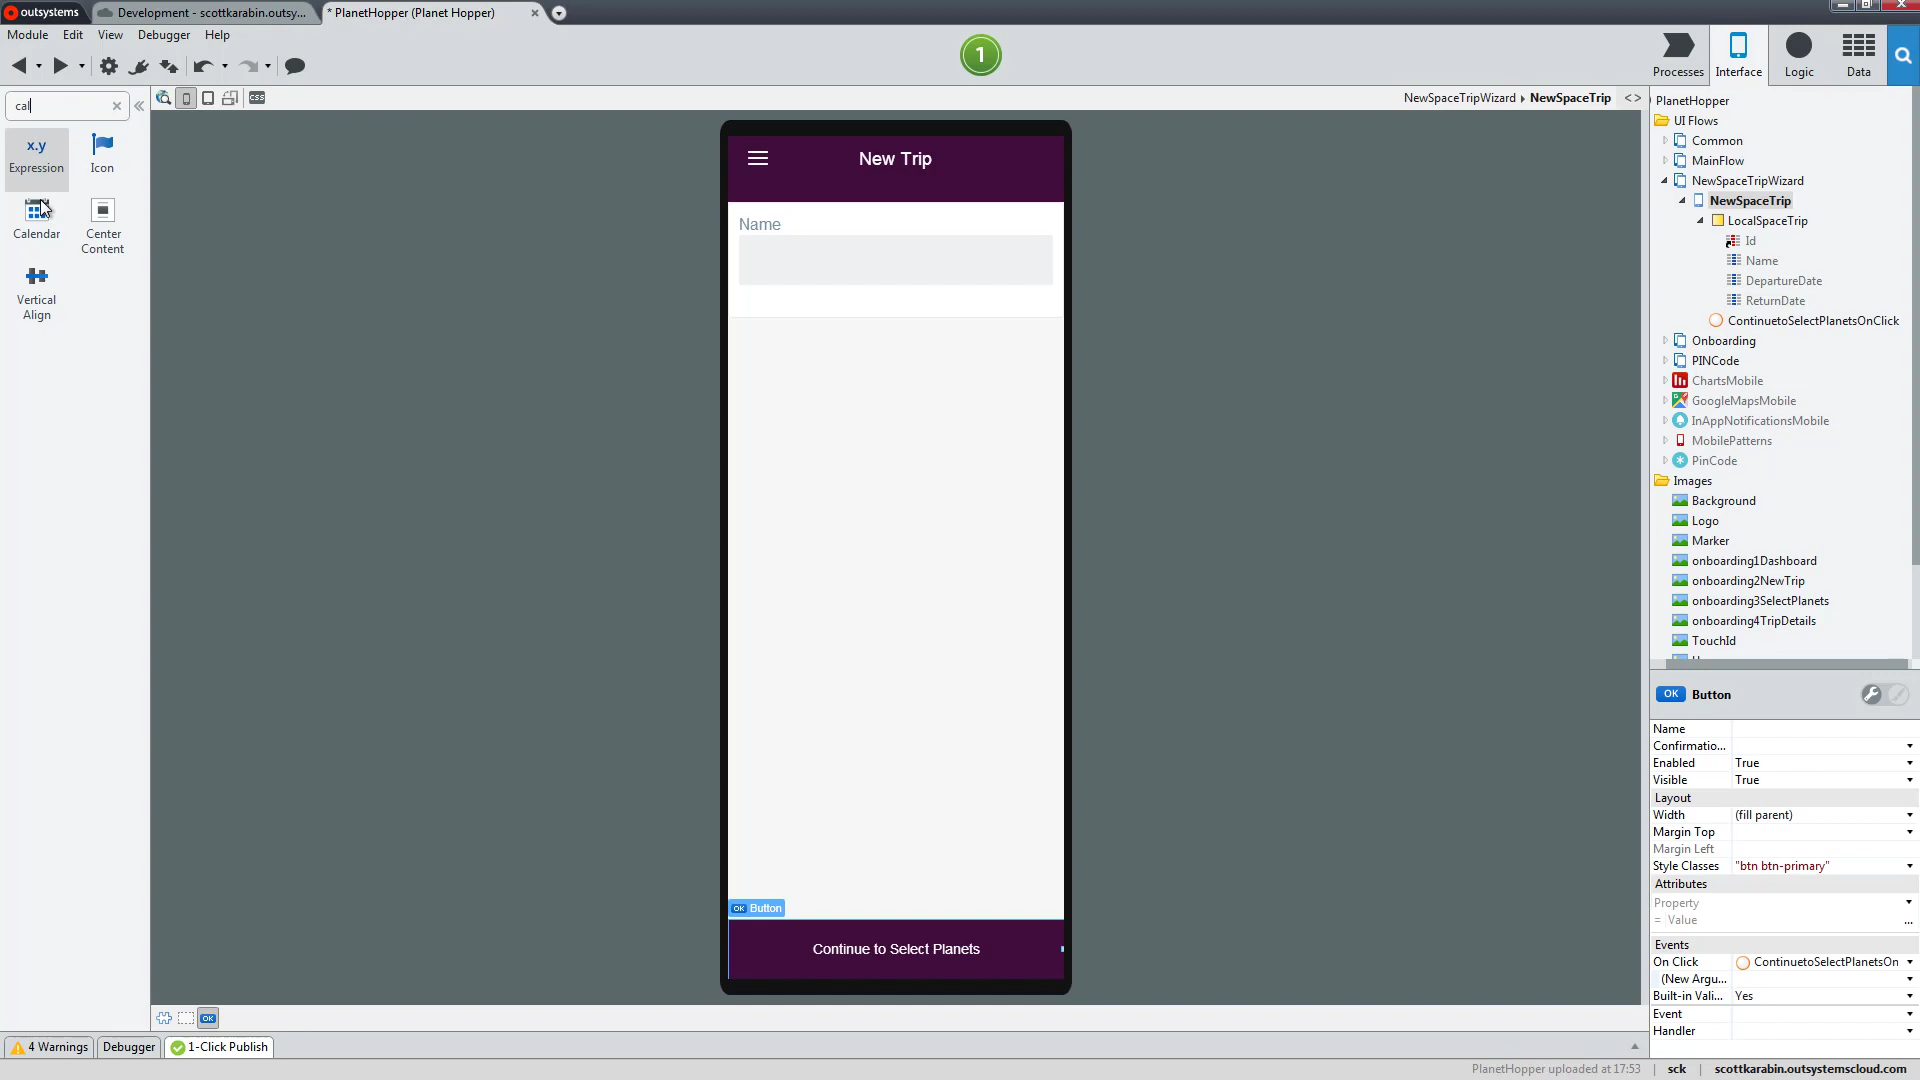 outsystems
Development - scottkarabin.outsy...
* PlanetHopper (Planet Hopper)
Module
Edit
View
Debugger
Help
1
Processes
Interface
Logic
Data
cal
x.y
Expression
Icon
Calendar
Center
Content
Vertical
Align
CSS
NewSpaceTripWizard
NewSpaceTrip
<>
New Trip
Name
OK Button
Continue to Select Planets
OK
PlanetHopper
UI Flows
Common
MainFlow
NewSpaceTripWizard
NewSpaceTrip
LocalSpaceTrip
Id
Name
DepartureDate
ReturnDate
ContinuetoSelectPlanetsOnClick
Onboarding
PINCode
ChartsMobile
GoogleMapsMobile
InAppNotificationsMobile
MobilePatterns
PinCode
Images
Background
Logo
Marker
onboarding1Dashboard
onboarding2NewTrip
onboarding3SelectPlanets
onboarding4TripDetails
TouchId
OK Button
Name
Confirmatio...
Enabled True
Visible True
Layout
Width (fill parent)
Margin Top
Margin Left
Style Classes "btn btn-primary"
Attributes
Property
= Value ...
Events
On Click ContinuetoSelectPlanetsOn
(New Argu...
Built-in Vali... Yes
Event
Handler
4 Warnings
Debugger
1-Click Publish
PlanetHopper uploaded at 17:53 | sck | scottkarabin.outsystemscloud.com